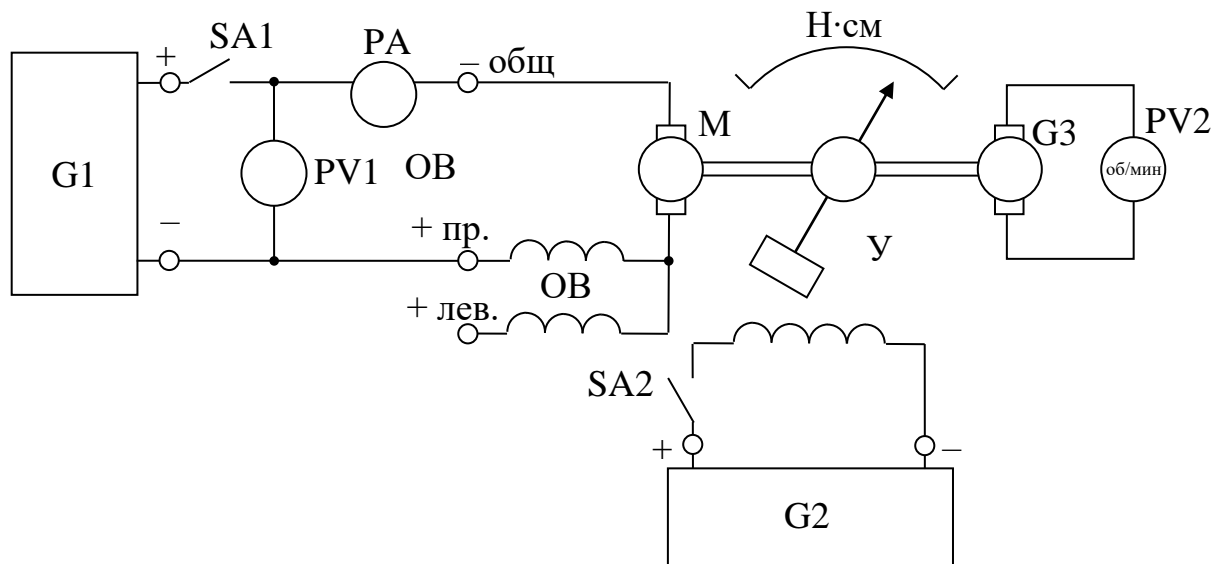 Н·см
SA1
PA
+
– общ
M
G3
PV2
G1
PV1
ОВ
об/мин
–
+ пр.
У
ОВ
+ лев.
SA2
+
–
G2